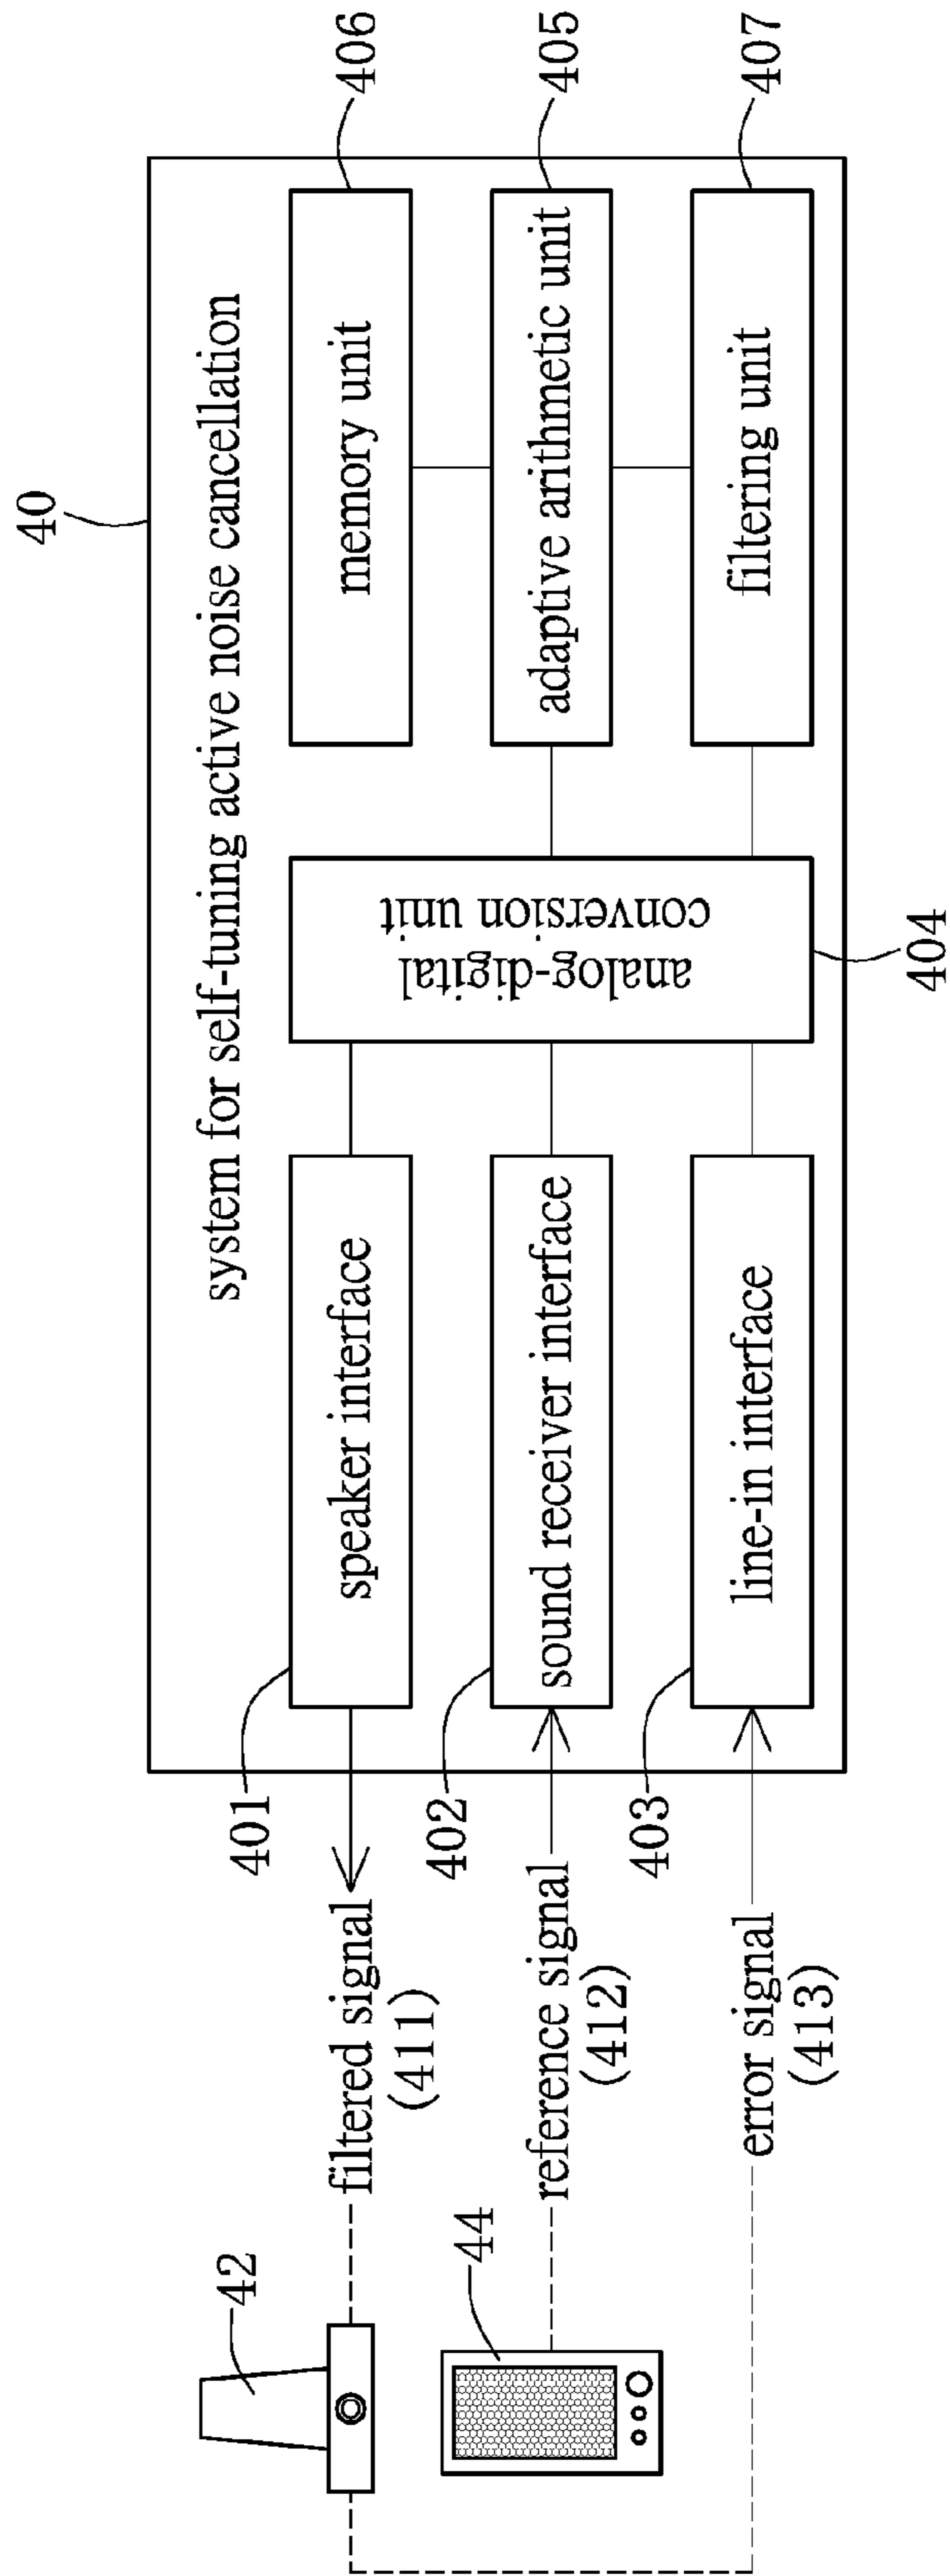 40
system for self-tuning active noise cancellation
42
filtered signal
(411)
401
speaker interface
memory unit
406
44
reference signal
(412)
402
sound receiver interface
analog-digital
conversion unit
adaptive arithmetic unit
405
error signal
(413)
403
line-in interface
filtering unit
407
404